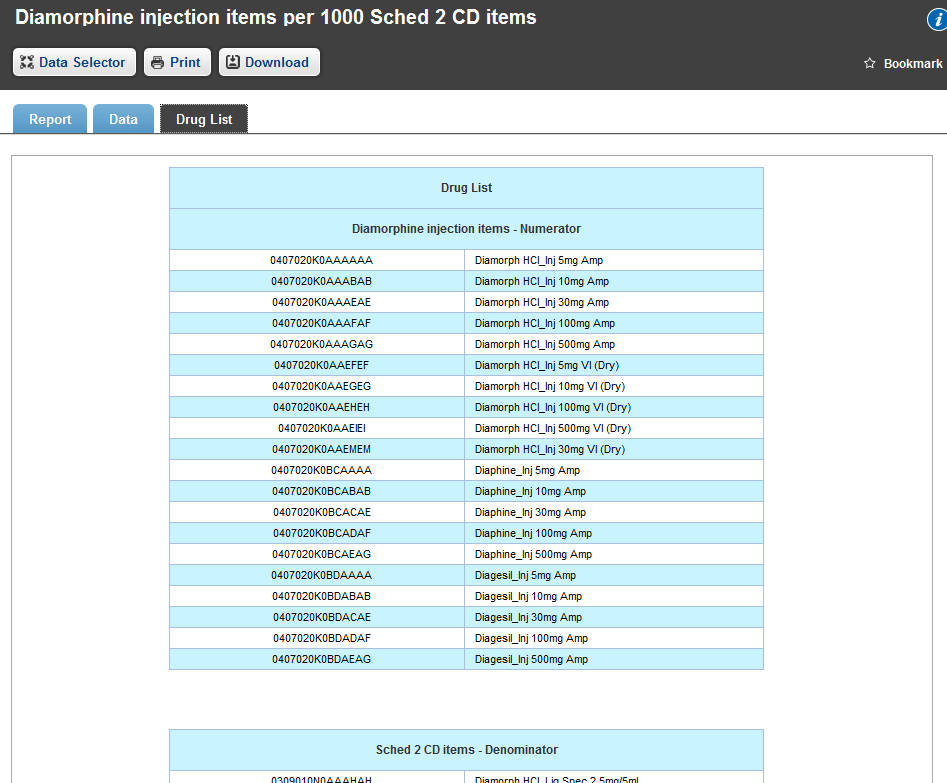 Diamorphine injection items per 1000 Sched 2 CD items
Data Selector Print Download
Bookmark
Report Data Drug List
Drug List
Diamorphine injection items - Numerator
0407020K0AAAAAA Diamorph HCl_Inj 5mg Amp
0407020K0AAABAB Diamorph HCl_Inj 10mg Amp
0407020K0AAAEAE Diamorph HCl_Inj 30mg Amp
0407020K0AAAFAF Diamorph HCl_Inj 100mg Amp
0407020K0AAAGAG Diamorph HCl_Inj 500mg Amp
0407020K0AAEFEF Diamorph HCl_Inj 5mg Vl (Dry)
0407020K0AAEGEG Diamorph HCl_Inj 10mg Vl (Dry)
0407020K0AAEHEH Diamorph HCl_Inj 100mg Vl (Dry)
0407020K0AAEIEI Diamorph HCl_Inj 500mg Vl (Dry)
0407020K0AAEMEM Diamorph HCl_Inj 30mg Vl (Dry)
0407020K0BCAAAA Diaphine_Inj 5mg Amp
0407020K0BCABAB Diaphine_Inj 10mg Amp
0407020K0BCACAE Diaphine_Inj 30mg Amp
0407020K0BCADAF Diaphine_Inj 100mg Amp
0407020K0BCAEAG Diaphine_Inj 500mg Amp
0407020K0BDAAAA Diagesil_Inj 5mg Amp
0407020K0BDABAB Diagesil_Inj 10mg Amp
0407020K0BDACAE Diagesil_Inj 30mg Amp
0407020K0BDADAF Diagesil_Inj 100mg Amp
0407020K0BDAEAG Diagesil_Inj 500mg Amp
Sched 2 CD items - Denominator
0309010N0AAAHAH Diamorph HCl_Liq Spec 2.5mg/5ml